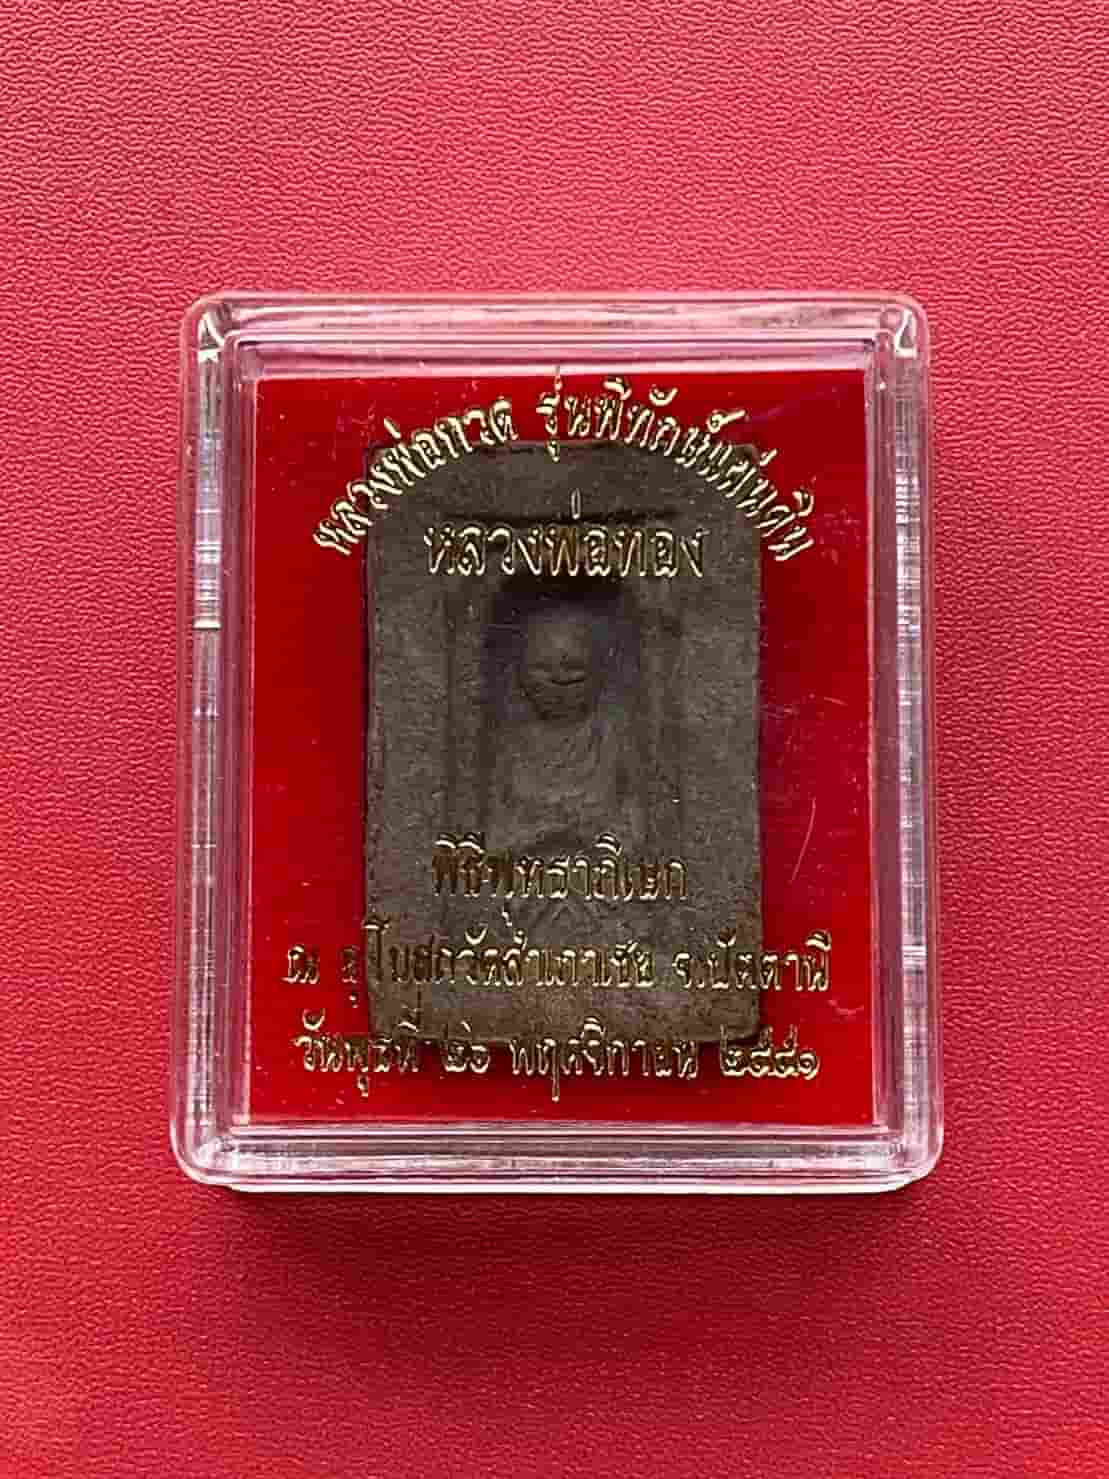 หลวงพ่อทวด รุ่นพิทักษ์แผ่นดิน
หลวงพ่อทอง
พิธีพุทธาภิเษก
ณ อุโบสถวัดสำเภาเชย จ.ปัตตานี
วันพุธที่ ๒๖ พฤศจิกายน ๒๕๕๑